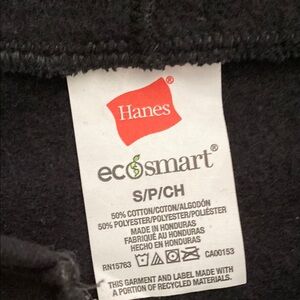 Hanes®
ecosmart®
S/P/CH
50% COTTON/COTON/ALGODÓN
50% POLYESTER/POLYESTER/POLIÉSTER
MADE IN HONDURAS
FABRIQUÉ AU HONDURAS
HECHO EN HONDURAS
RN15763 CA00153
THIS GARMENT AND LABEL MADE WITH
A PORTION OF RECYCLED MATERIALS.